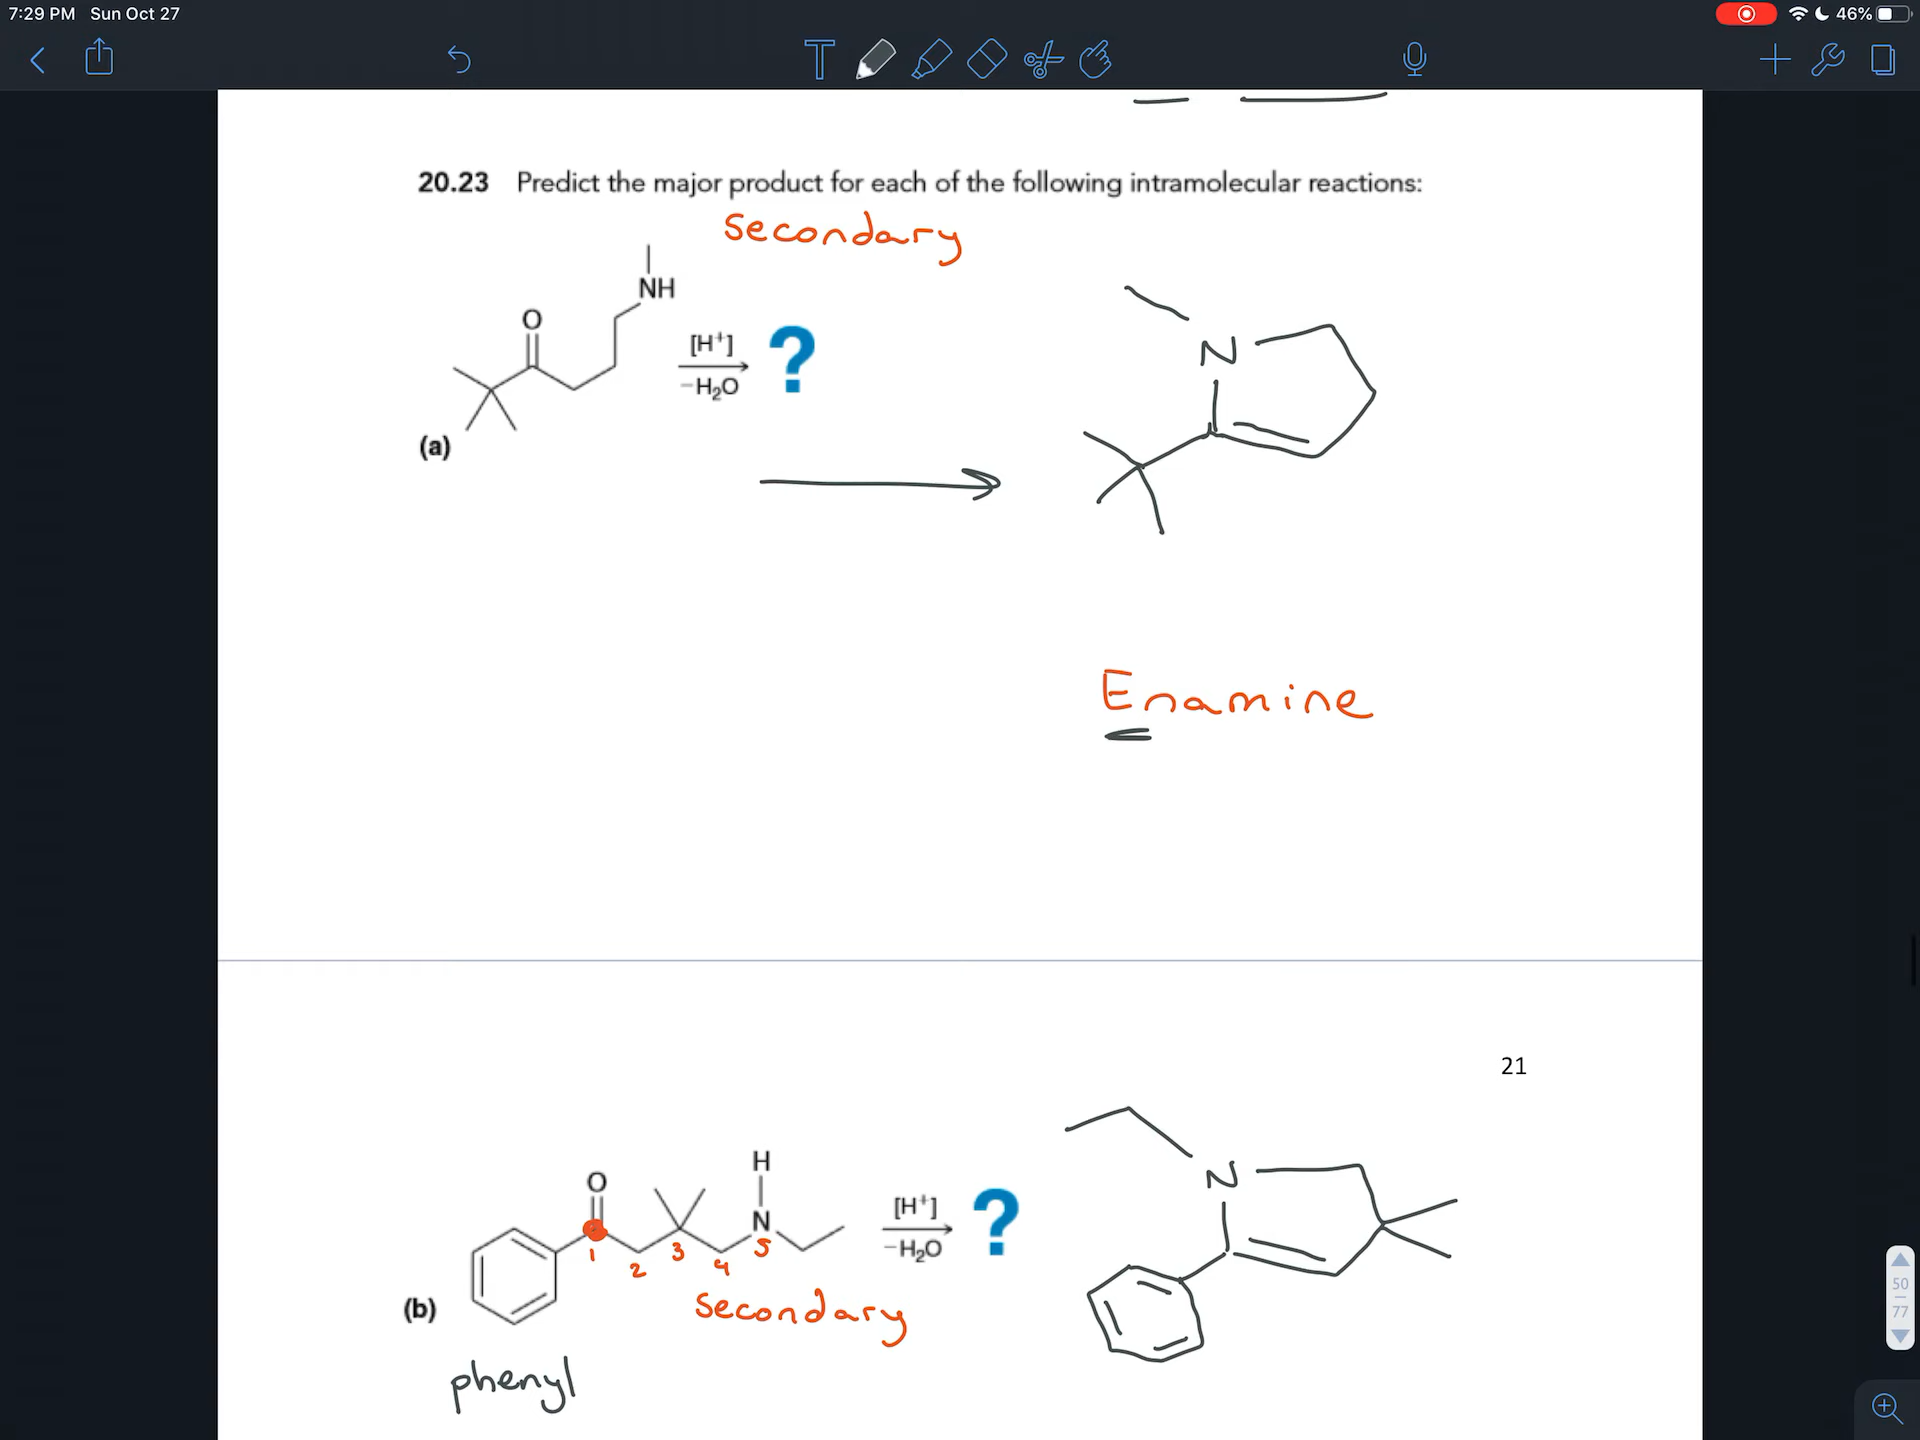 7:29 PM Sun Oct 27
46%
20.23 Predict the major product for each of the following intramolecular reactions:
secondary
NH
O
[H⁺]
−H₂O
?
N
(a)
Enamine
21
H
O
N
[H⁺]
−H₂O
?
N
1 2 3 4 5
(b)
secondary
phenyl
50
77